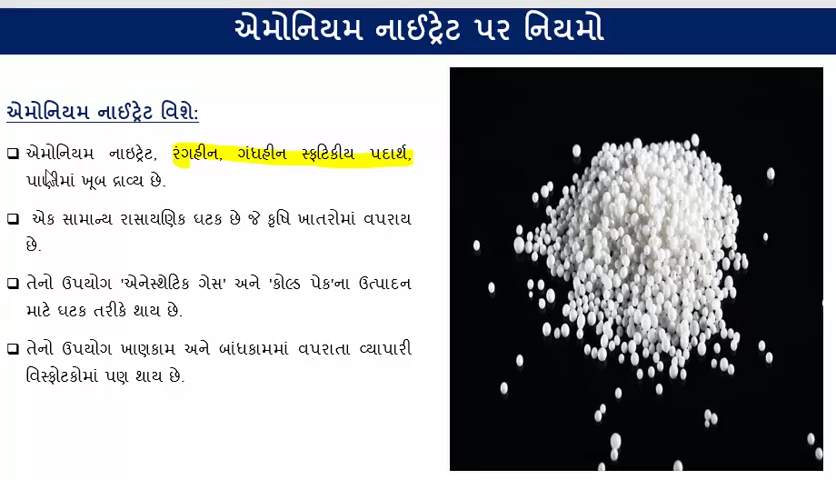 એમોનિયમ નાઈટ્રેટ પર નિયમો
એમોનિયમ નાઈટ્રેટ વિશે:
એમોનિયમ નાઇટ્રેટ, રંગહીન, ગંધહીન સ્ફટિકીય પદાર્થ,
પાણીમાં ખૂબ દ્રાવ્ય છે.
એક સામાન્ય રાસાયણિક ઘટક છે જે કૃષિ ખાતરોમાં વપરાય
છે.
તેનો ઉપયોગ 'એનેસ્થેટિક ગેસ' અને 'કોલ્ડ પેક'ના ઉત્પાદન
માટે ઘટક તરીકે થાય છે.
તેનો ઉપયોગ ખાણકામ અને બાંધકામમાં વપરાતા વ્યાપારી
વિસ્ફોટકોમાં પણ થાય છે.